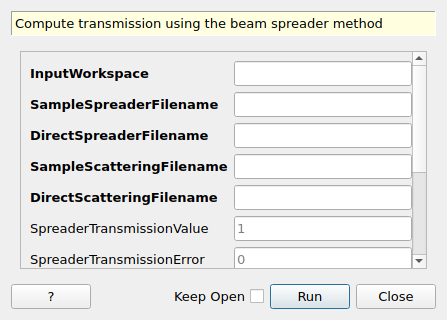 Compute transmission using the beam spreader method
InputWorkspace
SampleSpreaderFilename
DirectSpreaderFilename
SampleScatteringFilename
DirectScatteringFilename
SpreaderTransmissionValue 1
SpreaderTransmissionError 0
? Keep Open Run Close